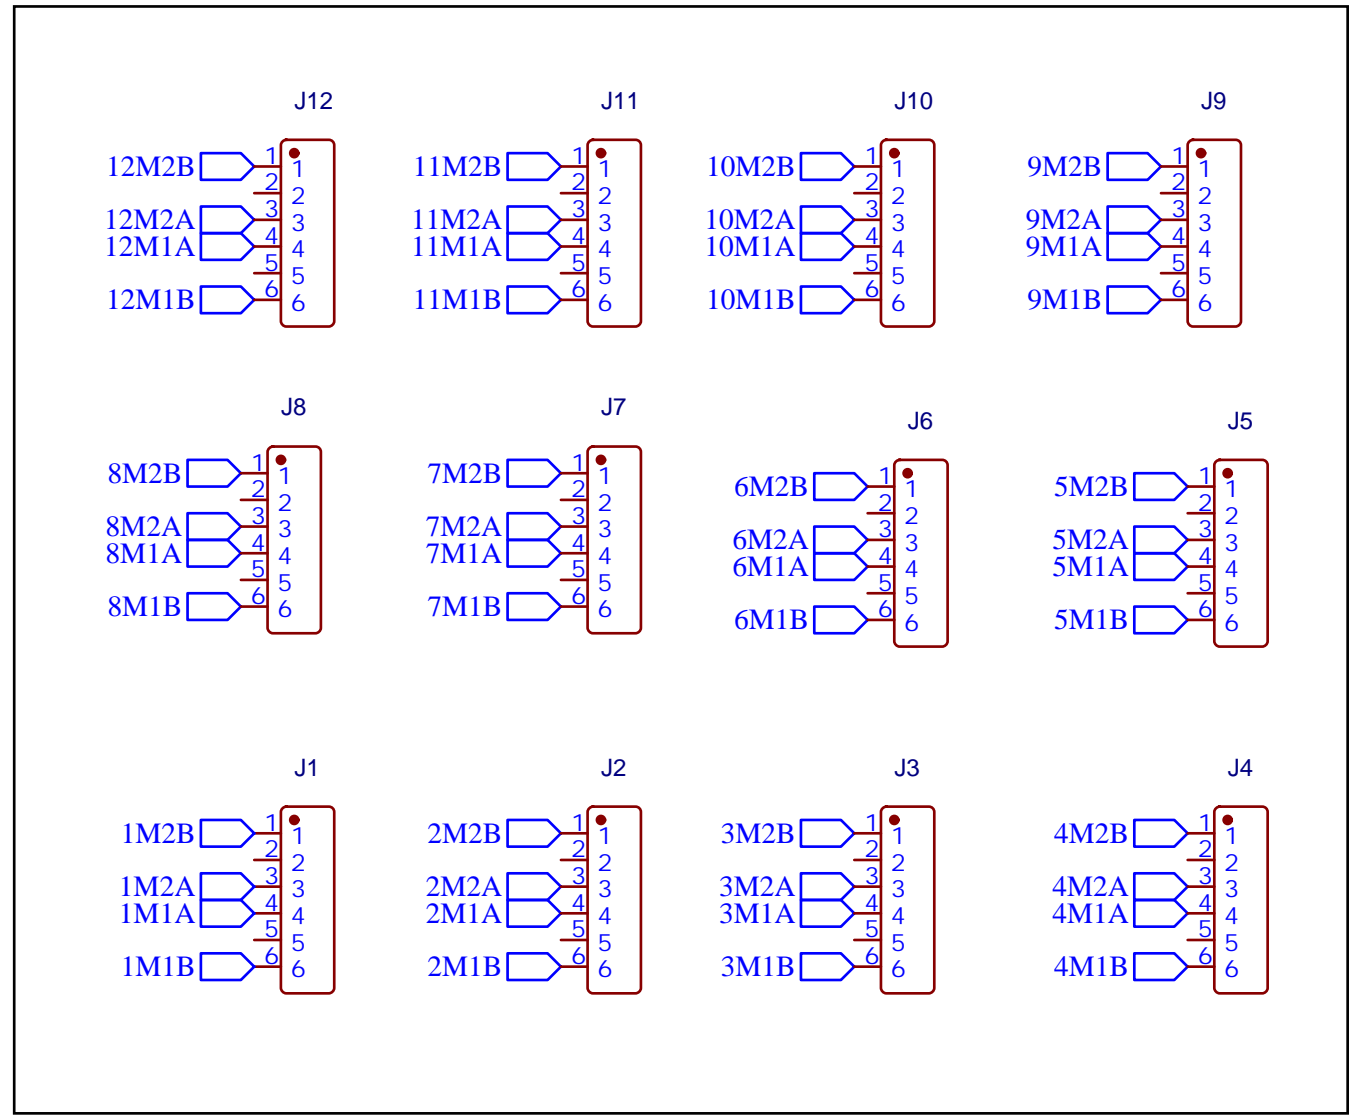 J12 J11 J10 J9
12M2B 1 1 11M2B 1 1 10M2B 1 1 9M2B 1 1
2 2 2 2 2 2 2 2
12M2A 3 3 11M2A 3 3 10M2A 3 3 9M2A 3 3
12M1A 4 4 11M1A 4 4 10M1A 4 4 9M1A 4 4
5 5 5 5 5 5 5 5
12M1B 6 6 11M1B 6 6 10M1B 6 6 9M1B 6 6
J8 J7 J6 J5
8M2B 1 1 7M2B 1 1 6M2B 1 1 5M2B 1 1
2 2 2 2 2 2 2 2
8M2A 3 3 7M2A 3 3 6M2A 3 3 5M2A 3 3
8M1A 4 4 7M1A 4 4 6M1A 4 4 5M1A 4 4
5 5 5 5 5 5 5 5
8M1B 6 6 7M1B 6 6 6M1B 6 6 5M1B 6 6
J1 J2 J3 J4
1M2B 1 1 2M2B 1 1 3M2B 1 1 4M2B 1 1
2 2 2 2 2 2 2 2
1M2A 3 3 2M2A 3 3 3M2A 3 3 4M2A 3 3
1M1A 4 4 2M1A 4 4 3M1A 4 4 4M1A 4 4
5 5 5 5 5 5 5 5
1M1B 6 6 2M1B 6 6 3M1B 6 6 4M1B 6 6